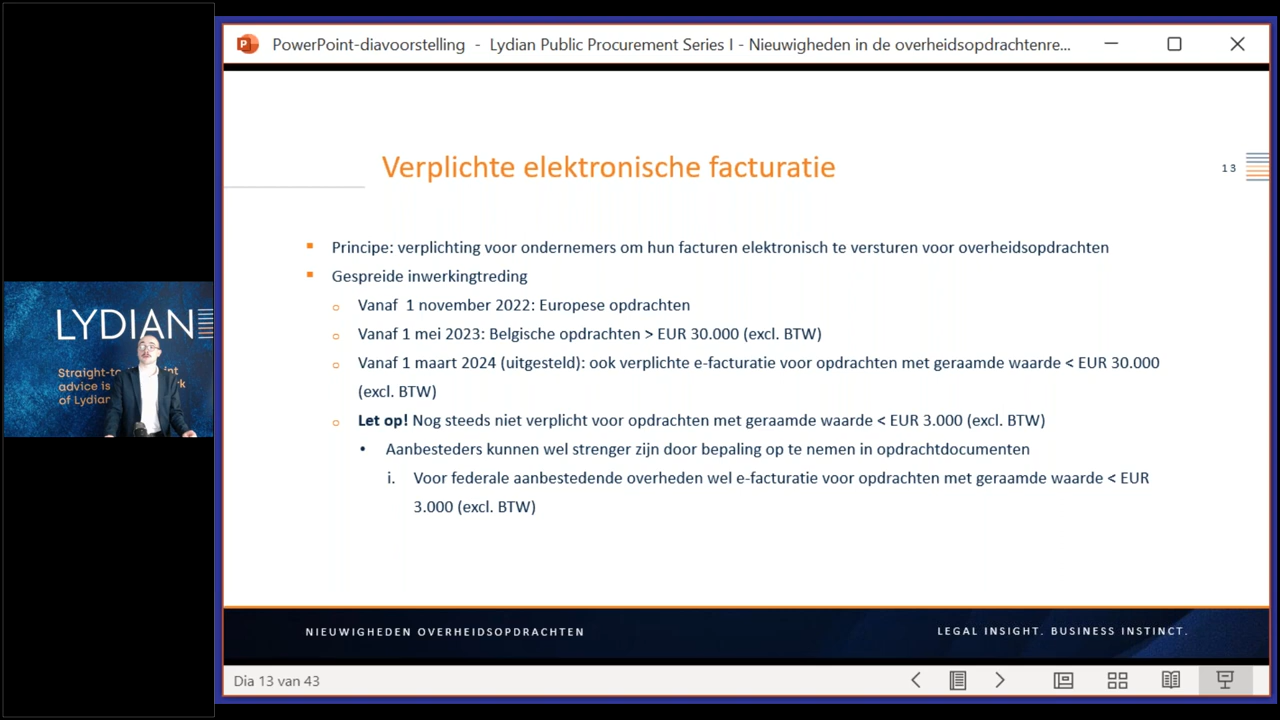 PowerPoint-diavoorstelling - Lydian Public Procurement Series I - Nieuwigheden in de overheidsopdrachtenre...
Verplichte elektronische facturatie
13
Principe: verplichting voor ondernemers om hun facturen elektronisch te versturen voor overheidsopdrachten
Gespreide inwerkingtreding
Vanaf 1 november 2022: Europese opdrachten
Vanaf 1 mei 2023: Belgische opdrachten > EUR 30.000 (excl. BTW)
Vanaf 1 maart 2024 (uitgesteld): ook verplichte e-facturatie voor opdrachten met geraamde waarde < EUR 30.000
(excl. BTW)
Let op! Nog steeds niet verplicht voor opdrachten met geraamde waarde < EUR 3.000 (excl. BTW)
• Aanbesteders kunnen wel strenger zijn door bepaling op te nemen in opdrachtdocumenten
i. Voor federale aanbestedende overheden wel e-facturatie voor opdrachten met geraamde waarde < EUR
3.000 (excl. BTW)
NIEUWIGHEDEN OVERHEIDSOPDRACHTEN
LEGAL INSIGHT. BUSINESS INSTINCT.
Dia 13 van 43
LYDIAN
advice is
of Lydian